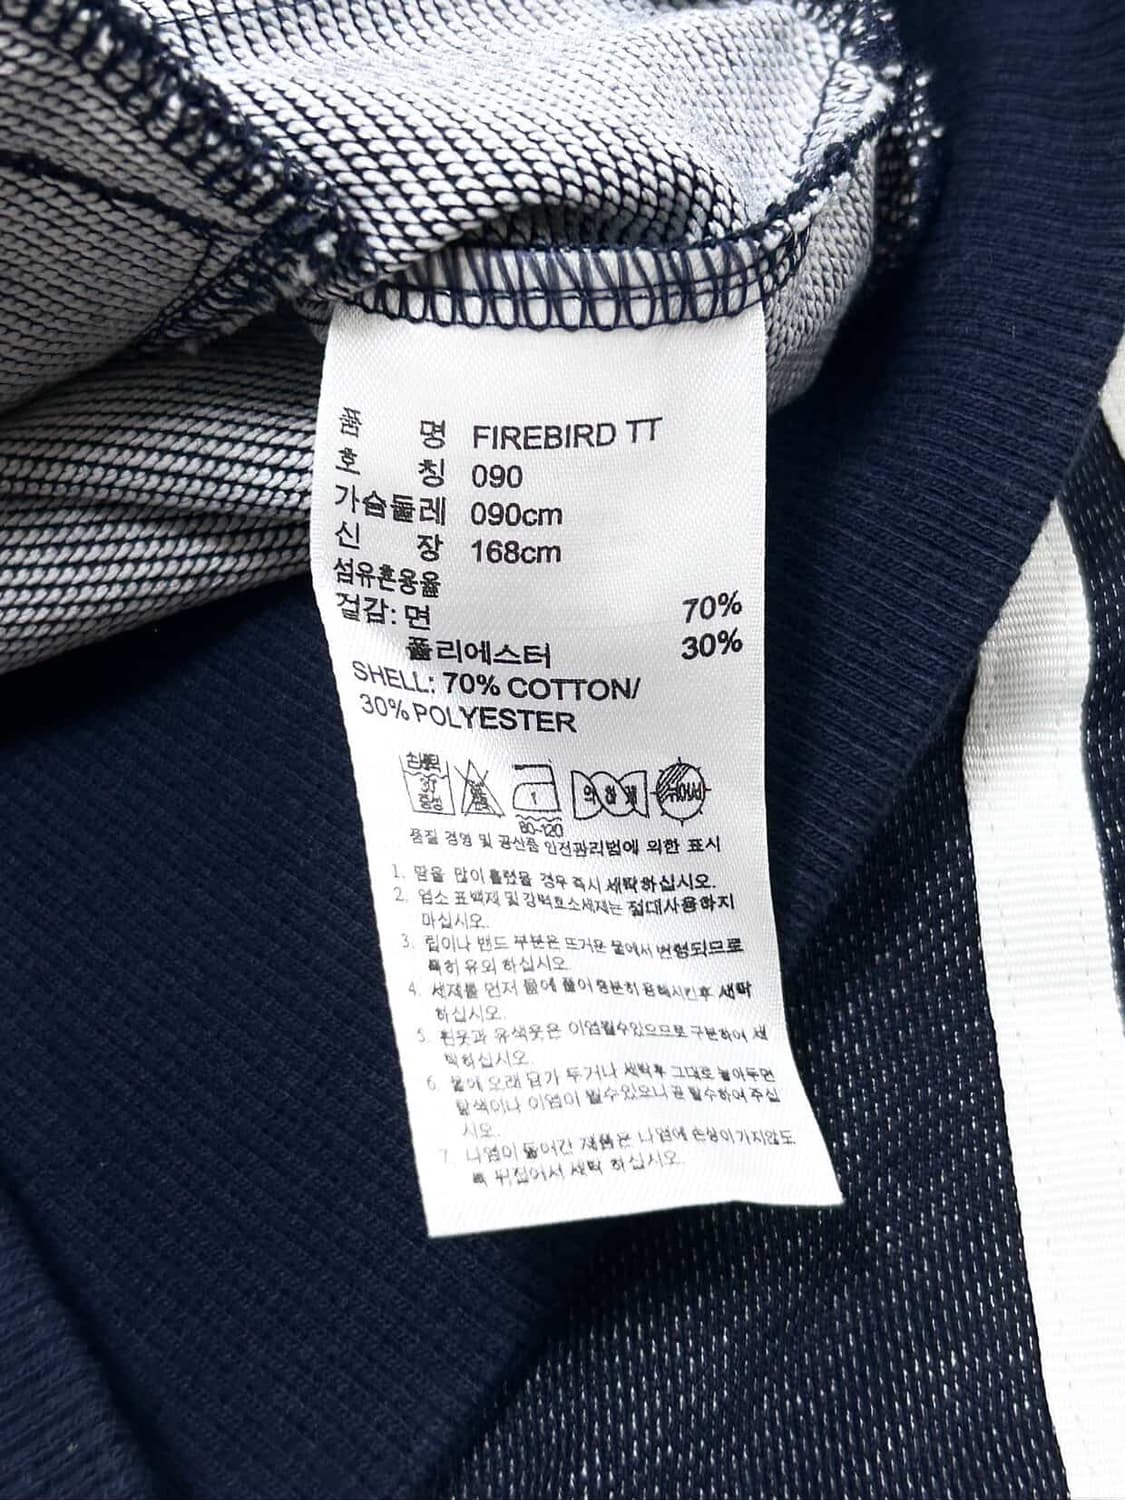 품 명 FIREBIRD TT
호 칭 090
가슴둘레 090cm
신 장 168cm
섬유혼용율
겉감: 면 70%
폴리에스터 30%
SHELL: 70% COTTON/
30% POLYESTER
손세탁
중성
1
80-120
품질 경영 및 공산품 안전관리법에 의한 표시
1. 땀을 많이 흘렸을 경우 즉시 세탁하십시오.
2. 염소 표백제 및 강력효소세제는 절대사용하지
마십시오.
3. 립이나 밴드 부분은 뜨거운 물에서 변형되므로
특히 유의 하십시오.
4. 세제를 먼저 물에 풀어 충분히 용해시킨후 세탁
하십시오.
5. 흰옷과 유색옷은 이염될수있으므로 구분하여 세
탁하십시오.
6. 물에 오래 담가 두거나 세탁후 그대로 놓아두면
탈색이나 이염이 될수있으니 탈수하여 주십
시오.
7. 나염이 들어간 제품은 나염에 손상이가지않도
록 뒤집어서 세탁 하십시오.